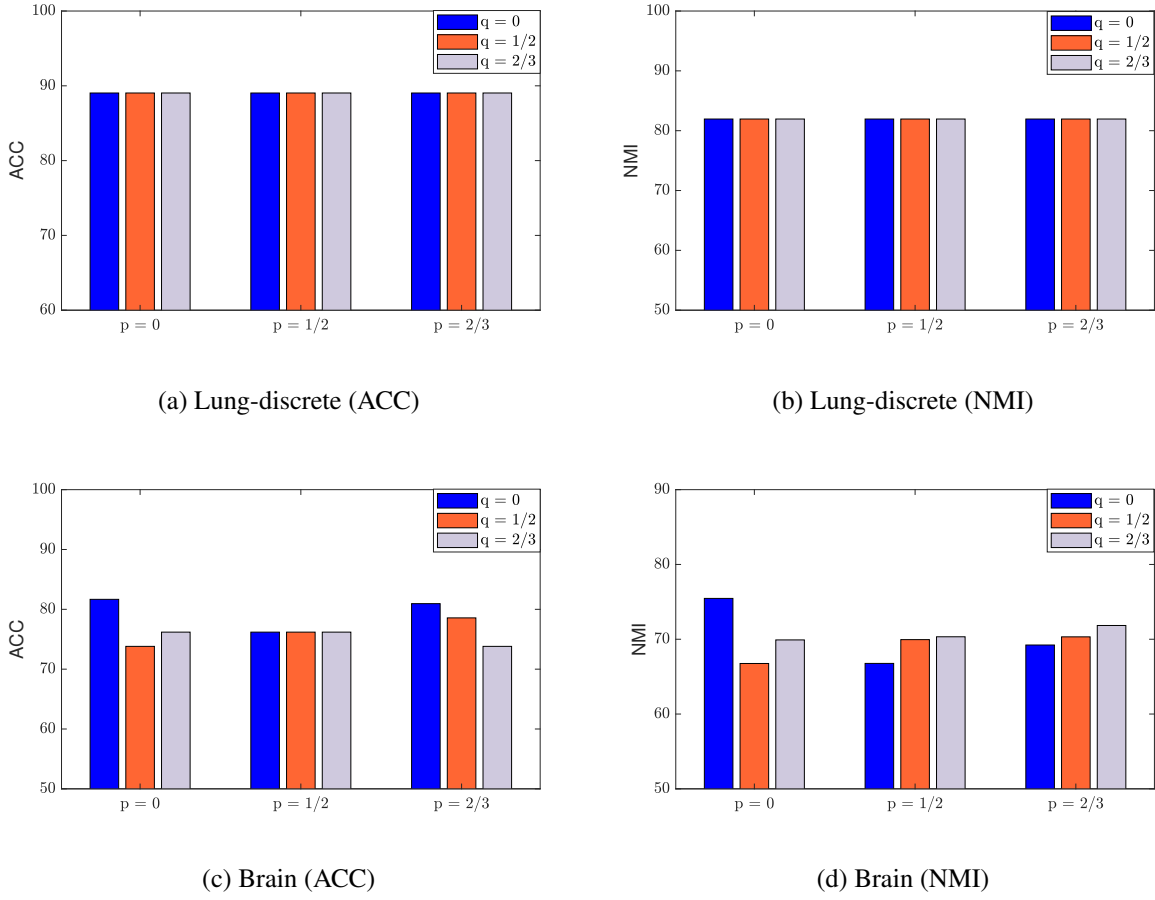 100
90
80
70
60
ACC
q = 0
q = 1/2
q = 2/3
p = 0
p = 1/2
p = 2/3
(a) Lung-discrete (ACC)
100
90
80
70
60
50
NMI
q = 0
q = 1/2
q = 2/3
p = 0
p = 1/2
p = 2/3
(b) Lung-discrete (NMI)
100
90
80
70
60
50
ACC
q = 0
q = 1/2
q = 2/3
p = 0
p = 1/2
p = 2/3
(c) Brain (ACC)
90
80
70
60
50
NMI
q = 0
q = 1/2
q = 2/3
p = 0
p = 1/2
p = 2/3
(d) Brain (NMI)